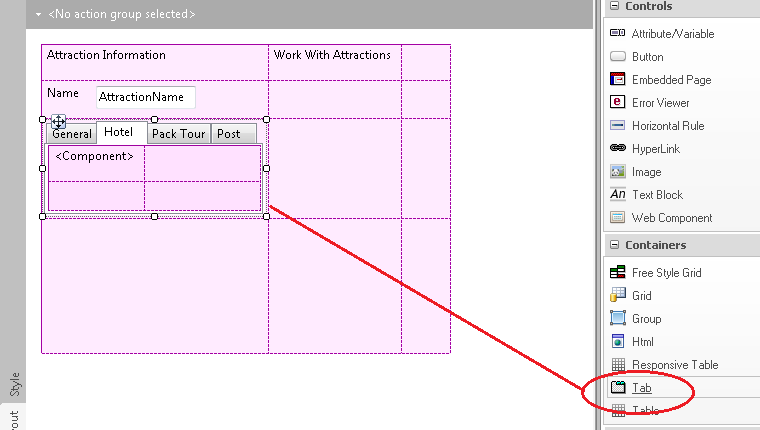 <No action group selected>
Attraction Information
Work With Attractions
Name
AttractionName
General
Hotel
Pack Tour
Post
<Component>
Style
out
Controls
Attribute/Variable
Button
Embedded Page
e
Error Viewer
Horizontal Rule
HyperLink
Image
An
Text Block
Web Component
Containers
Free Style Grid
Grid
Group
Html
Responsive Table
Tab
Table